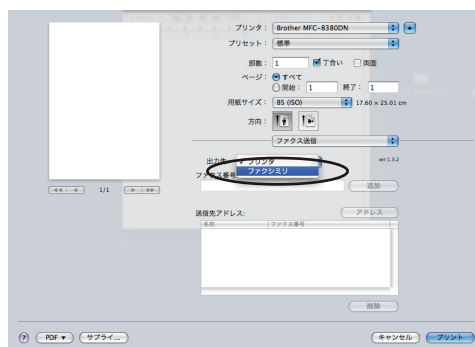 プリンタ： Brother MFC-8380DN
プリセット： 標準
部数： 1 丁合い 両面
ページ： すべて
開始： 1 終了： 1
用紙サイズ： B5 (ISO) 17.60 x 25.01 cm
方向：
ファクス送信
出力先 ✓ プリンタ ver:1.3.2
ファクシミリ
ファクス番号
追加
1/1
送信先アドレス: アドレス
名前 ファクス番号
削除
? PDF ▼ サプライ... キャンセル プリント